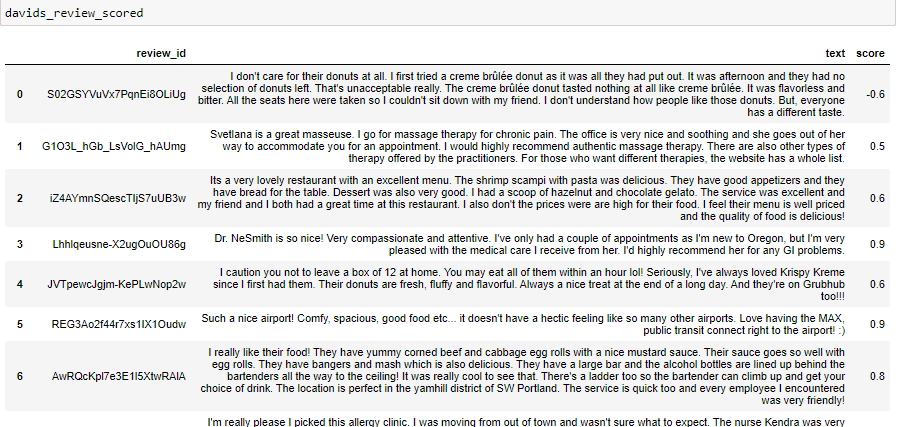 davids_review_scored
review_id text score
I don't care for their donuts at all. I first tried a creme brûlée donut as it was all they had put out. It was afternoon and they had no
selection of donuts left. That's unacceptable really. The creme brûlée donut tasted nothing at all like creme brûlée. It was flavorless and
0 S02GSYVuVx7PqnEi8OLiUg bitter. All the seats here were taken so I couldn't sit down with my friend. I don't understand how people like those donuts. But, everyone -0.6
has a different taste.
Svetlana is a great masseuse. I go for massage therapy for chronic pain. The office is very nice and soothing and she goes out of her
1 G1O3L_hGb_LsVolG_hAUmg way to accommodate you for an appointment. I would highly recommend authentic massage therapy. There are also other types of 0.5
therapy offered by the practitioners. For those who want different therapies, the website has a whole list.
Its a very lovely restaurant with an excellent menu. The shrimp scampi with pasta was delicious. They have good appetizers and they
2 iZ4AYmnSQescTIjS7uUB3w have bread for the table. Dessert was also very good. I had a scoop of hazelnut and chocolate gelato. The service was excellent and 0.6
my friend and I both had a great time at this restaurant. I also don't the prices were are high for their food. I feel their menu is well priced
and the quality of food is delicious!
3 Lhhlqeusne-X2ugOuOU86g Dr. NeSmith is so nice! Very compassionate and attentive. I've only had a couple of appointments as I'm new to Oregon, but I'm very 0.9
pleased with the medical care I receive from her. I'd highly recommend her for any GI problems.
I caution you not to leave a box of 12 at home. You may eat all of them within an hour lol! Seriously, I've always loved Krispy Kreme
4 JVTpewcJgjm-KePLwNop2w since I first had them. Their donuts are fresh, fluffy and flavorful. Always a nice treat at the end of a long day. And they're on Grubhub 0.6
too!!!
5 REG3Ao2f44r7xs1IX1Oudw Such a nice airport! Comfy, spacious, good food etc... it doesn't have a hectic feeling like so many other airports. Love having the MAX, 0.9
public transit connect right to the airport! :)
I really like their food! They have yummy corned beef and cabbage egg rolls with a nice mustard sauce. Their sauce goes so well with
egg rolls. They have bangers and mash which is also delicious. They have a large bar and the alcohol bottles are lined up behind the
6 AwRQcKpl7e3E1I5XtwRAIA bartenders all the way to the ceiling! It was really cool to see that. There's a ladder too so the bartender can climb up and get your 0.8
choice of drink. The location is perfect in the yamhill district of SW Portland. The service is quick too and every employee I encountered
was very friendly!
I'm really please I picked this allergy clinic. I was moving from out of town and wasn't sure what to expect. The nurse Kendra was very